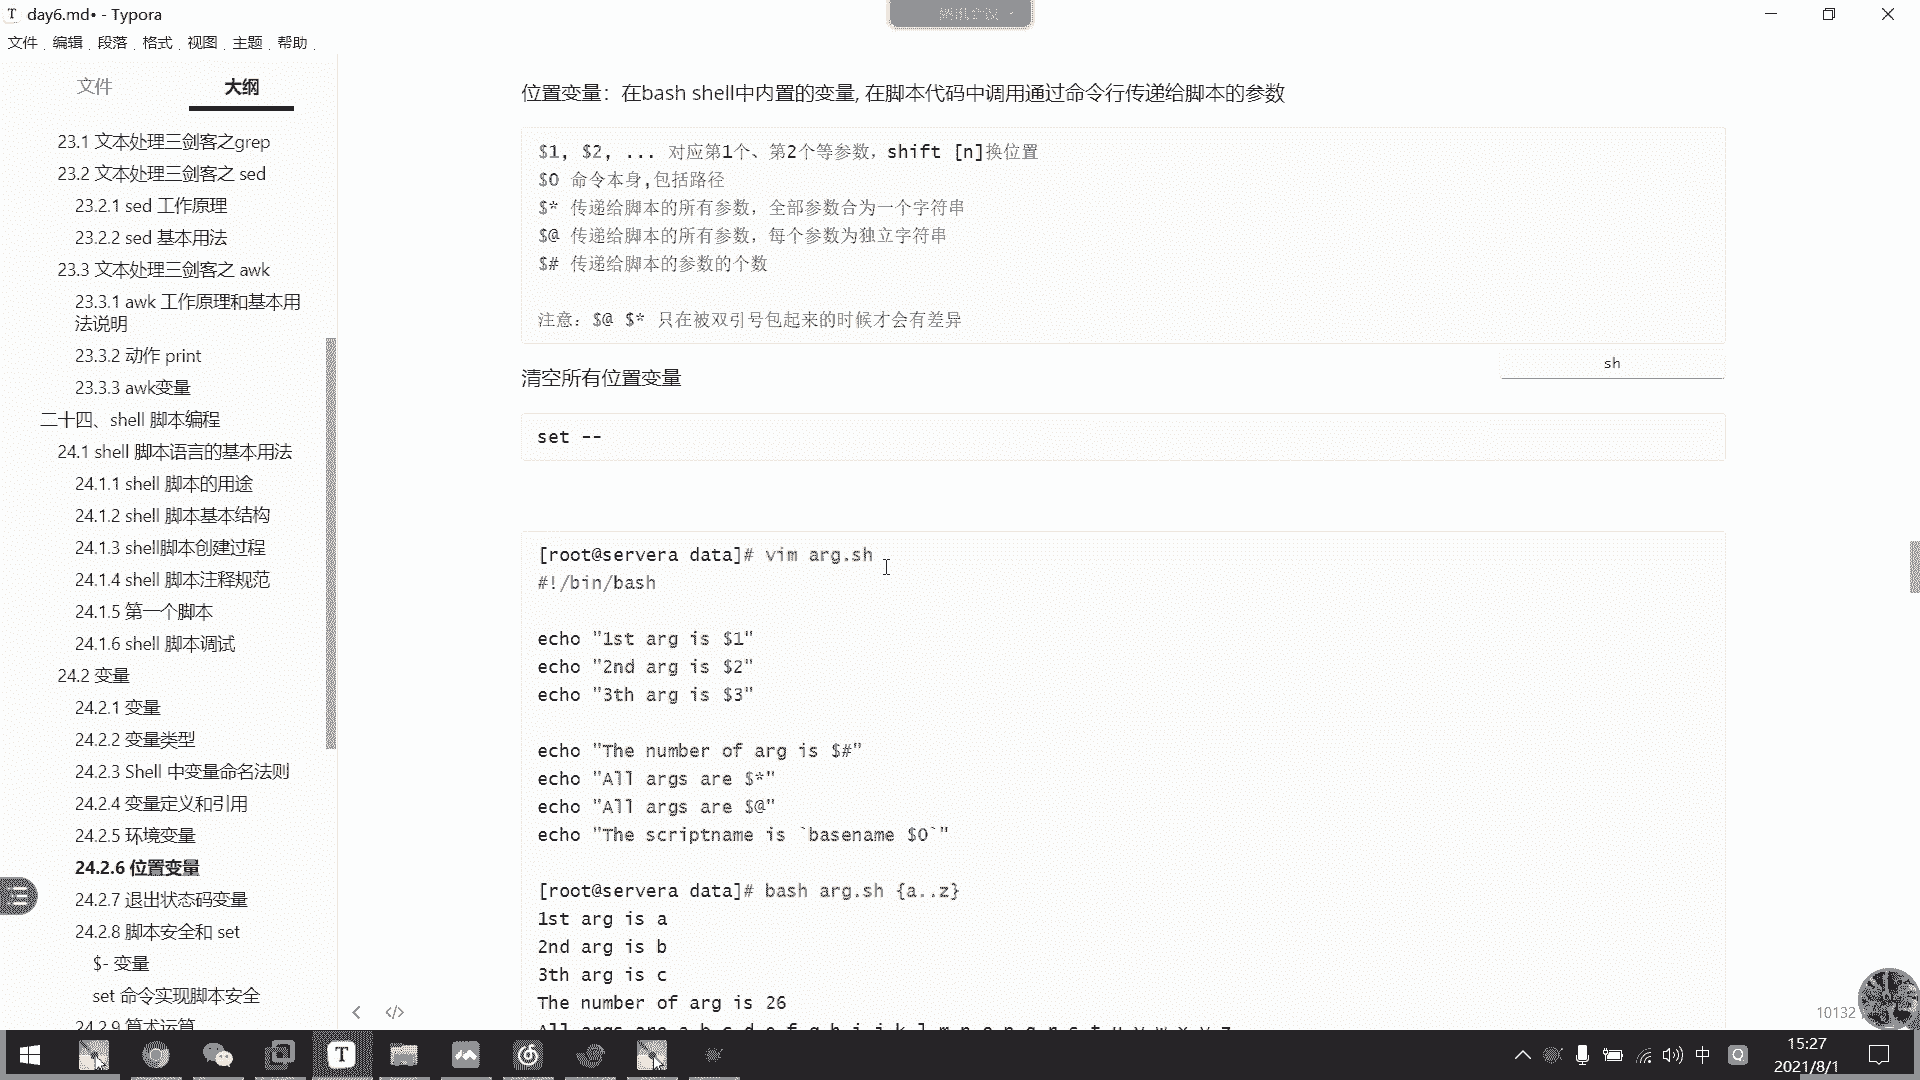 day6.md• - Typora
文件 编辑 段落 格式 视图 主题 帮助
文件 大纲
23.1 文本处理三剑客之grep
23.2 文本处理三剑客之 sed
23.2.1 sed 工作原理
23.2.2 sed 基本用法
23.3 文本处理三剑客之 awk
23.3.1 awk 工作原理和基本用
法说明
23.3.2 动作 print
23.3.3 awk变量
二十四、shell 脚本编程
24.1 shell 脚本语言的基本用法
24.1.1 shell 脚本的用途
24.1.2 shell 脚本基本结构
24.1.3 shell脚本创建过程
24.1.4 shell 脚本注释规范
24.1.5 第一个脚本
24.1.6 shell 脚本调试
24.2 变量
24.2.1 变量
24.2.2 变量类型
24.2.3 Shell 中变量命名法则
24.2.4 变量定义和引用
24.2.5 环境变量
24.2.6 位置变量
24.2.7 退出状态码变量
24.2.8 脚本安全和 set
$- 变量
set 命令实现脚本安全
24.2.9 算术运算
位置变量：在bash shell中内置的变量, 在脚本代码中调用通过命令行传递给脚本的参数
$1, $2, ... 对应第1个、第2个等参数，shift [n]换位置
$0 命令本身,包括路径
$* 传递给脚本的所有参数，全部参数合为一个字符串
$@ 传递给脚本的所有参数，每个参数为独立字符串
$# 传递给脚本的参数的个数
注意：$@ $* 只在被双引号包起来的时候才会有差异
sh
清空所有位置变量
set --
[root@servera data]# vim arg.sh
#!/bin/bash
echo "1st arg is $1"
echo "2nd arg is $2"
echo "3th arg is $3"
echo "The number of arg is $#"
echo "All args are $*"
echo "All args are $@"
echo "The scriptname is `basename $0`"
[root@servera data]# bash arg.sh {a..z}
1st arg is a
2nd arg is b
3th arg is c
The number of arg is 26
All args are a b c d e f g h i j k l m n o p q r s t u v w x y z
10132
中
15:27
2021/8/1